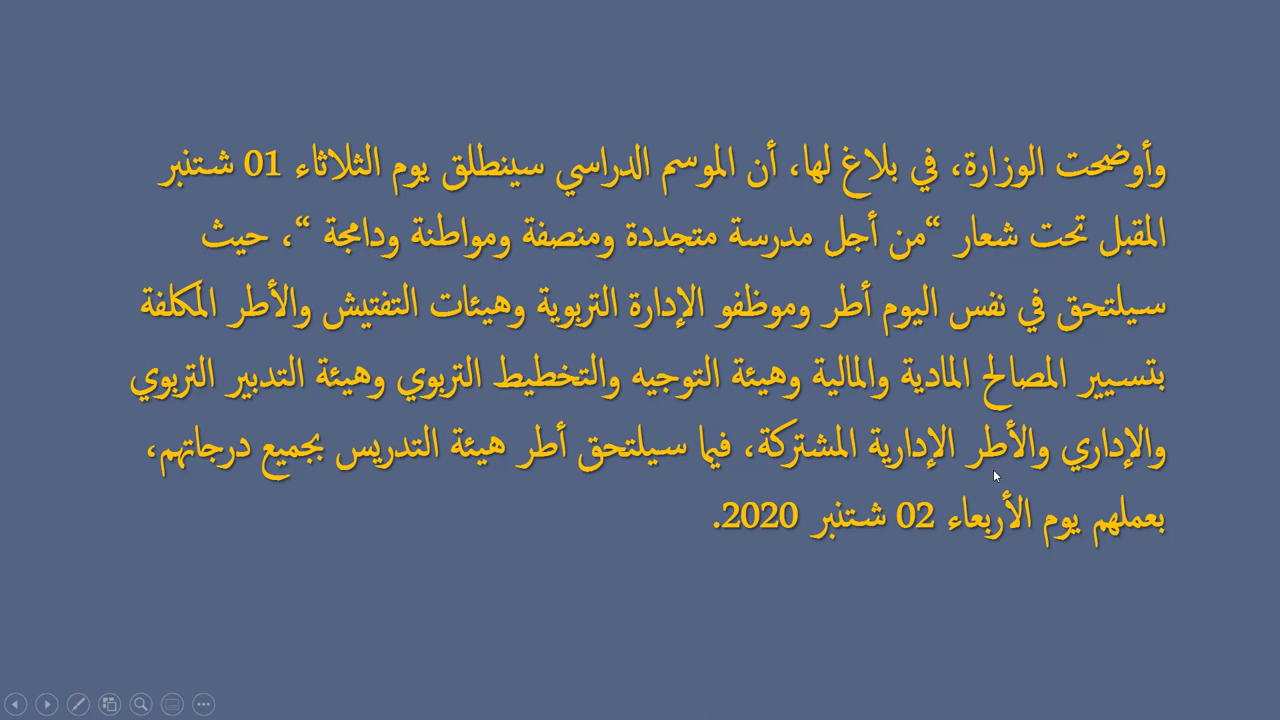 وأوضحت الوزارة، في بلاغ لها، أن الموسم الدراسي سينطلق يوم الثلاثاء 01 شتنبر
المقبل تحت شعار “من أجل مدرسة متجددة ومنصفة ومواطنة ودامجة “، حيث
سيلتحق في نفس اليوم أطر وموظفو الإدارة التربوية وهيئات التفتيش والأطر المكلفة
بتسيير المصالح المادية والمالية وهيئة التوجيه والتخطيط التربوي وهيئة التدبير التربوي
والإداري والأطر الإدارية المشتركة، فيما سيلتحق أطر هيئة التدريس بجميع درجاتهم،
بعملهم يوم الأربعاء 02 شتنبر 2020.